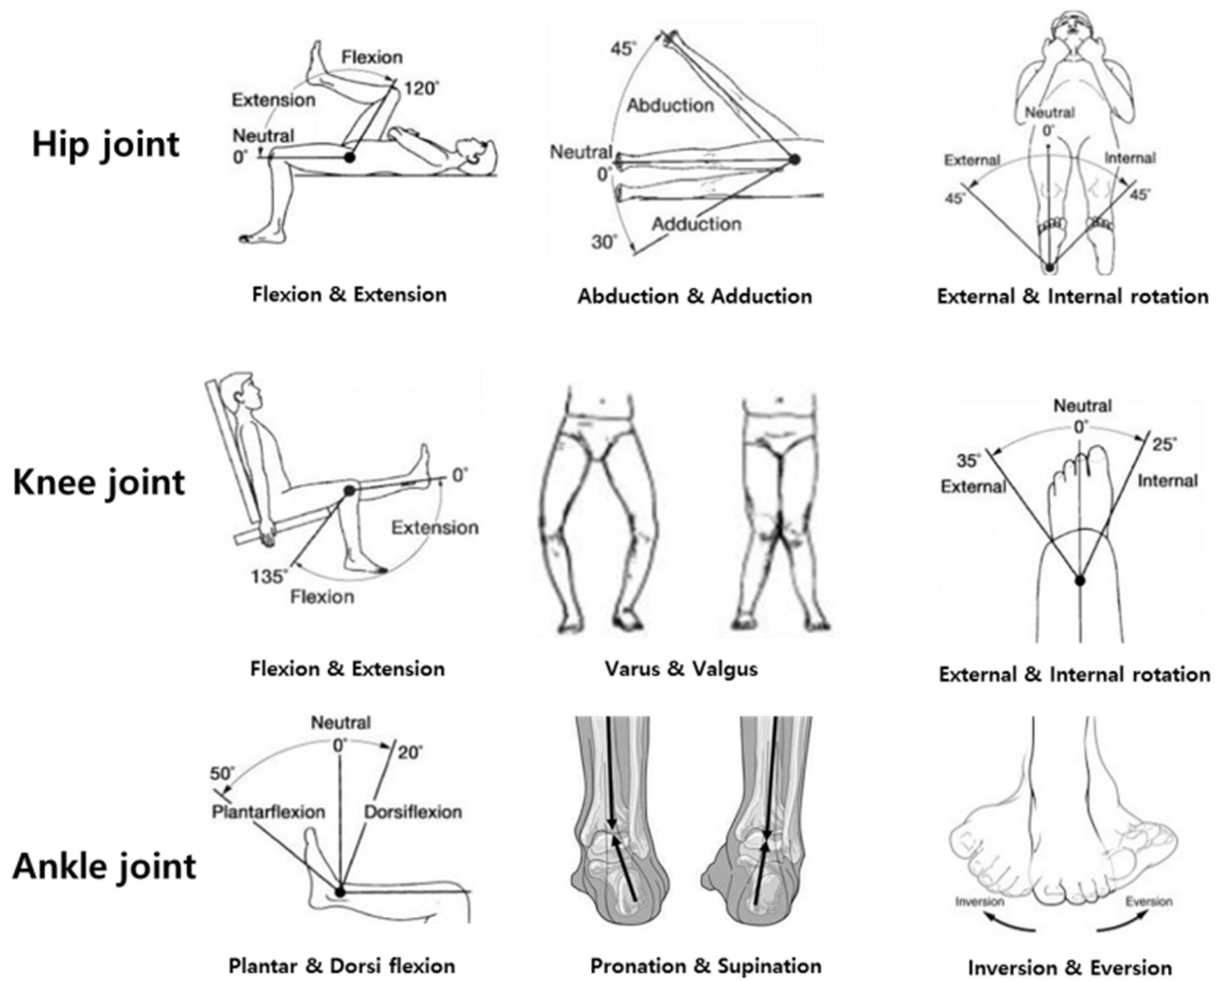 Hip joint
Flexion
120°
Extension
Neutral
0°
Flexion & Extension
45°
Abduction
Neutral
0°
Adduction
30°
Abduction & Adduction
Neutral
0°
External
Internal
45°
45°
External & Internal rotation
Knee joint
0°
Extension
135°
Flexion
Flexion & Extension
Varus & Valgus
Neutral
0°
25°
35°
Internal
External
External & Internal rotation
Ankle joint
Neutral
0°
20°
50°
Plantarflexion
Dorsiflexion
Plantar & Dorsi flexion
Pronation & Supination
Inversion
Eversion
Inversion & Eversion